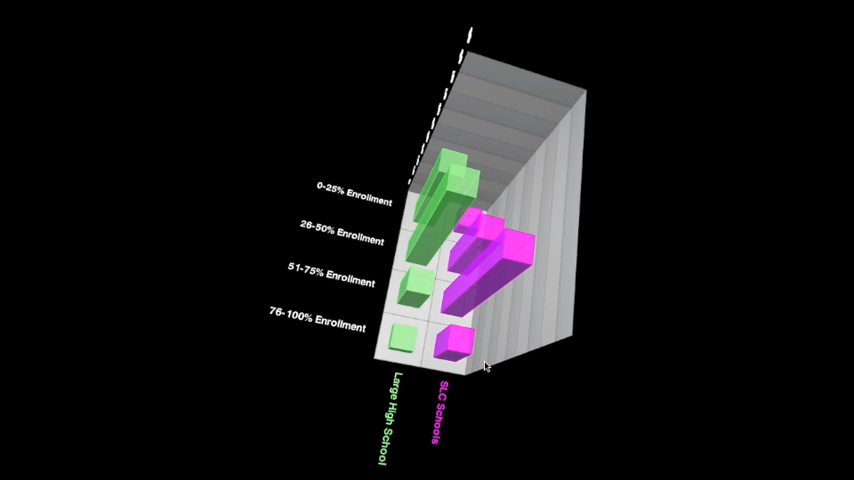 0-25% Enrollment
26-50% Enrollment
51-75% Enrollment
76-100% Enrollment
Large High School
SLC Schools